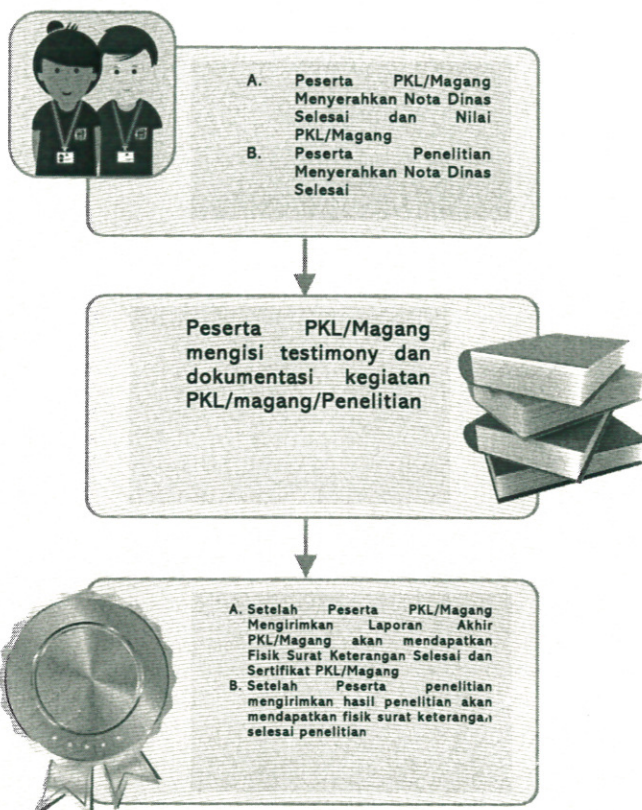 A. Peserta PKL/Magang
Menyerahkan Nota Dinas
Selesai dan Nilai
PKL/Magang
B. Peserta Penelitian
Menyerahkan Nota Dinas
Selesai
Peserta PKL/Magang
mengisi testimony dan
dokumentasi kegiatan
PKL/magang/Penelitian
A. Setelah Peserta PKL/Magang
Mengirimkan Laporan Akhir
PKL/Magang akan mendapatkan
Fisik Surat Keterangan Selesai dan
Sertifikat PKL/Magang
B. Setelah Peserta penelitian
mengirimkan hasil penelitian akan
mendapatkan fisik surat keterangan
selesai penelitian